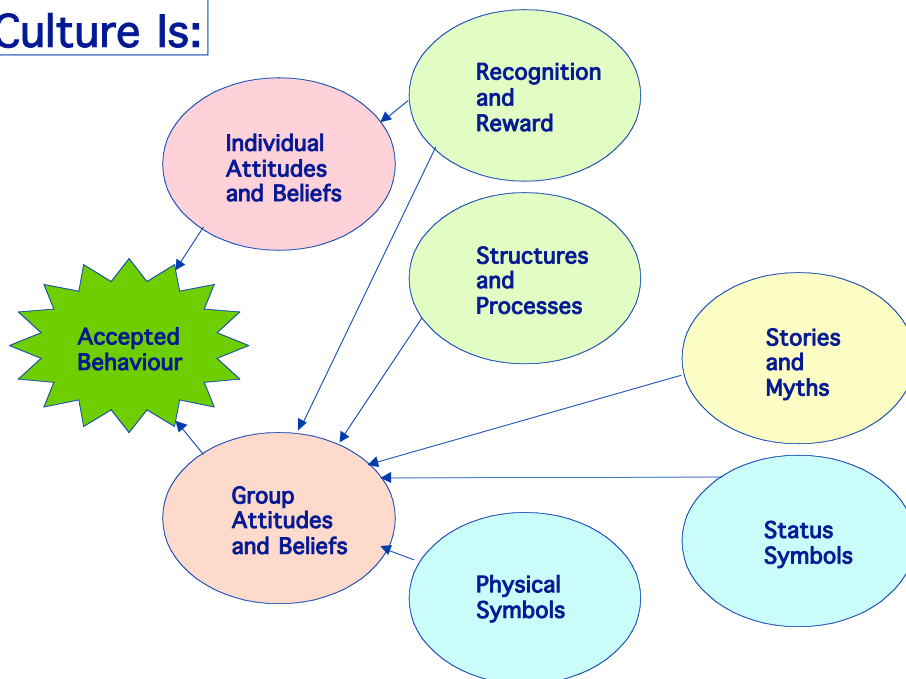 Culture Is:
Recognition
and
Reward
Individual
Attitudes
and Beliefs
Structures
and
Processes
Accepted
Behaviour
Stories
and
Myths
Group
Attitudes
and Beliefs
Status
Symbols
Physical
Symbols